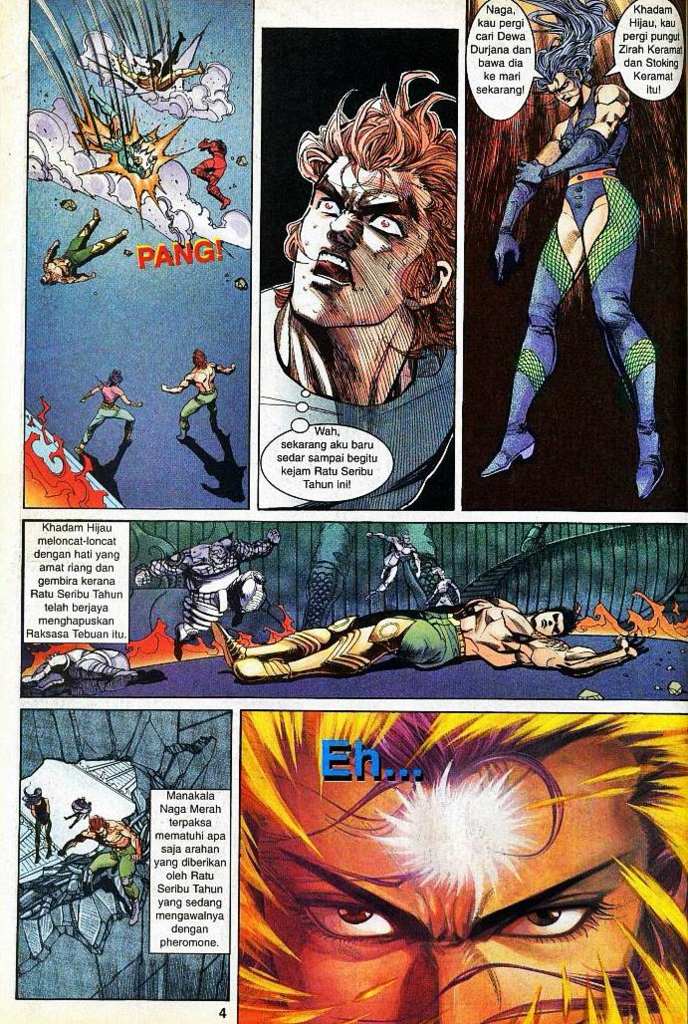 PANG!
Wah,
sekarang aku baru
sedar sampai begitu
kejam Ratu Seribu
Tahun ini!
Naga,
kau pergi
cari Dewa
Durjana dan
bawa dia
ke mari
sekarang!
Khadam
Hijau, kau
pergi pungut
Zirah Keramat
dan Stoking
Keramat
itu!
Khadam Hijau
meloncat-loncat
dengan hati yang
amat riang dan
gembira kerana
Ratu Seribu Tahun
telah berjaya
menghapuskan
Raksasa Tebuan itu.
Manakala
Naga Merah
terpaksa
mematuhi apa
saja arahan
yang diberikan
oleh Ratu
Seribu Tahun
yang sedang
mengawalnya
dengan
pheromone.
Eh...
4